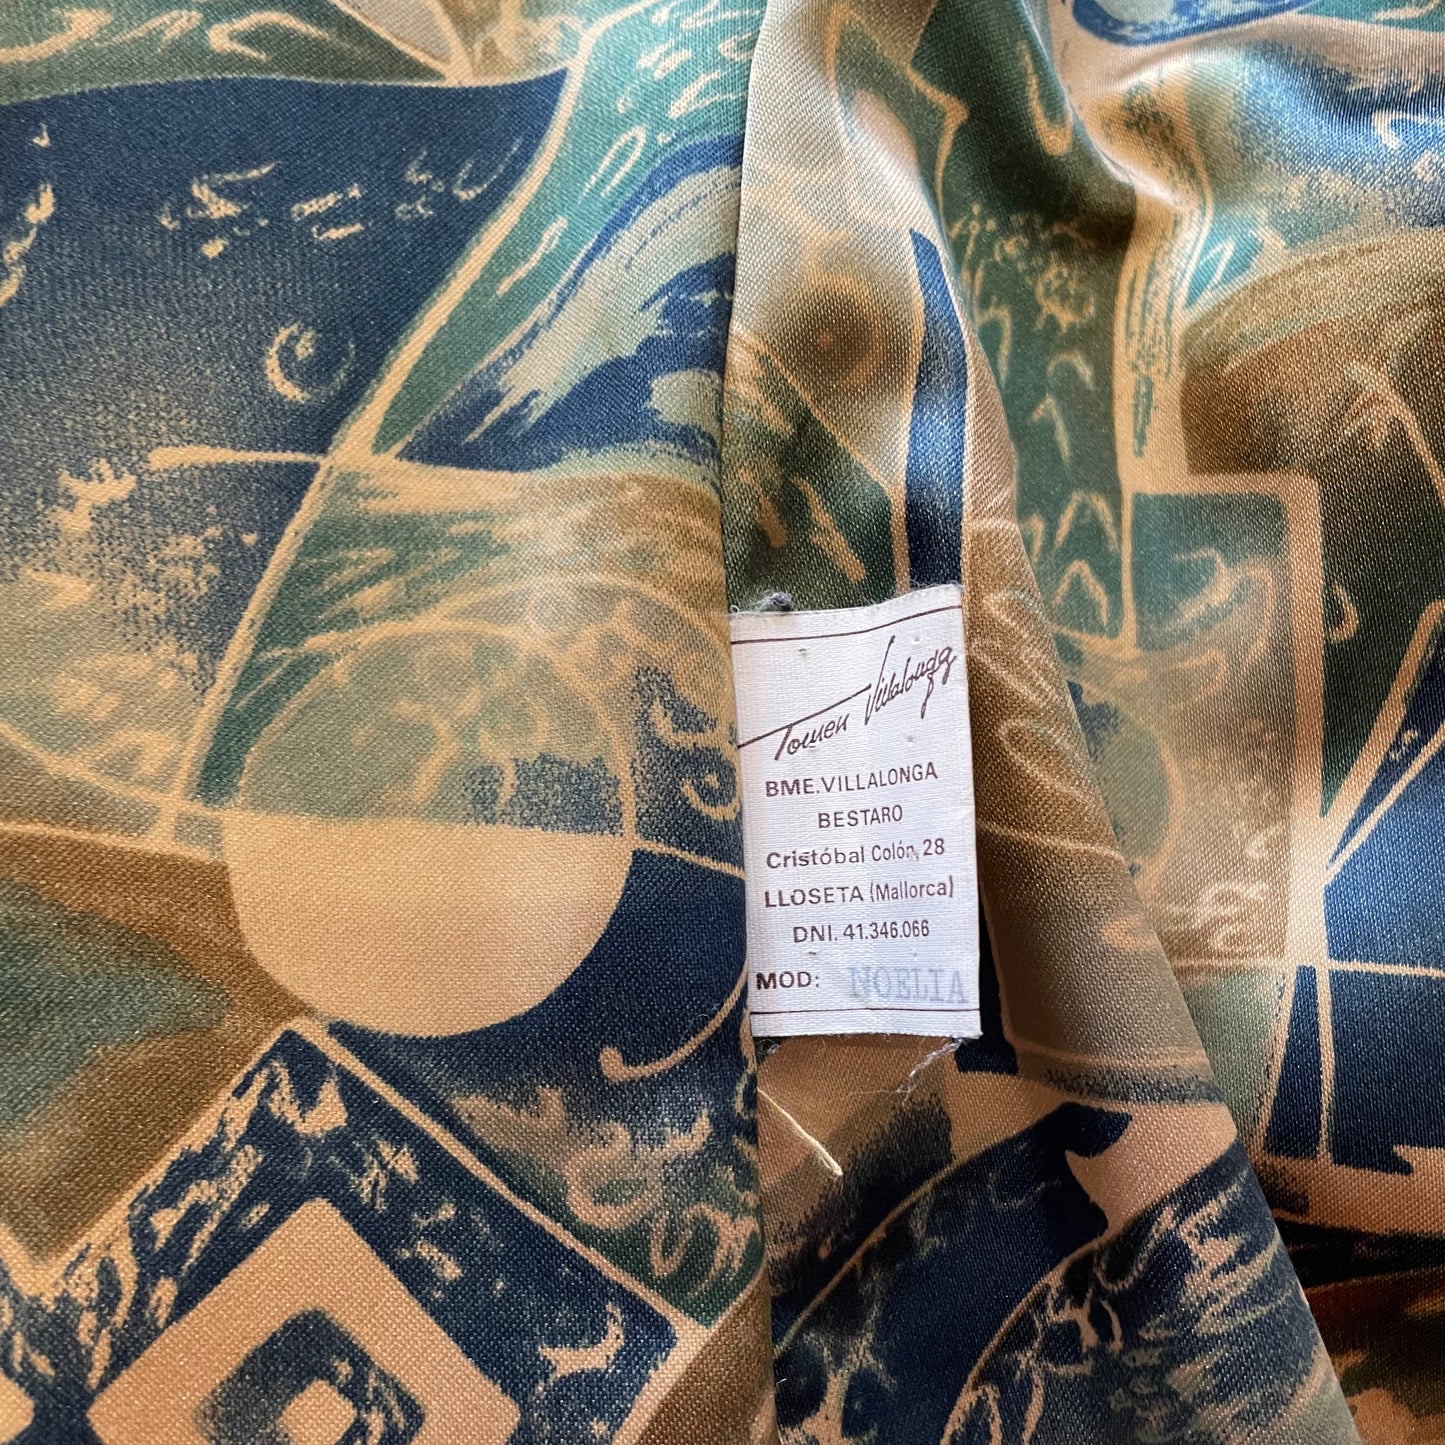 Tomeu Villalonga
BME. VILLALONGA
BESTARO
Cristóbal Colón, 28
LLOSETA (Mallorca)
DNI. 41.346.066
MOD: NOELIA